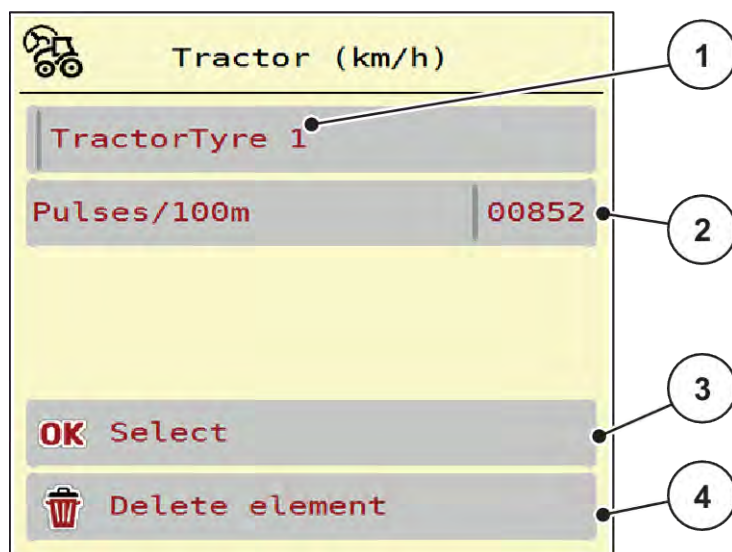 Tractor (km/h)
1
TractorTyre 1
Pulses/100m 00852
2
OK Select
3
Delete element
4